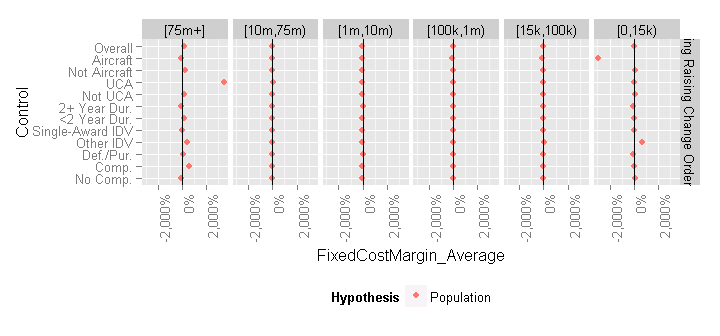 [75m+] [10m,75m) [1m,10m) [100k,1m) [15k,100k) [0,15k)
Overall
Aircraft
Not Aircraft
UCA
Not UCA
2+ Year Dur.
<2 Year Dur.
Single-Award IDV
Other IDV
Def./Pur.
Comp.
No Comp.
Control
ing Raising Change Order
-2,000% 0% 2,000% -2,000% 0% 2,000% -2,000% 0% 2,000% -2,000% 0% 2,000% -2,000% 0% 2,000% -2,000% 0% 2,000%
FixedCostMargin_Average
Hypothesis Population